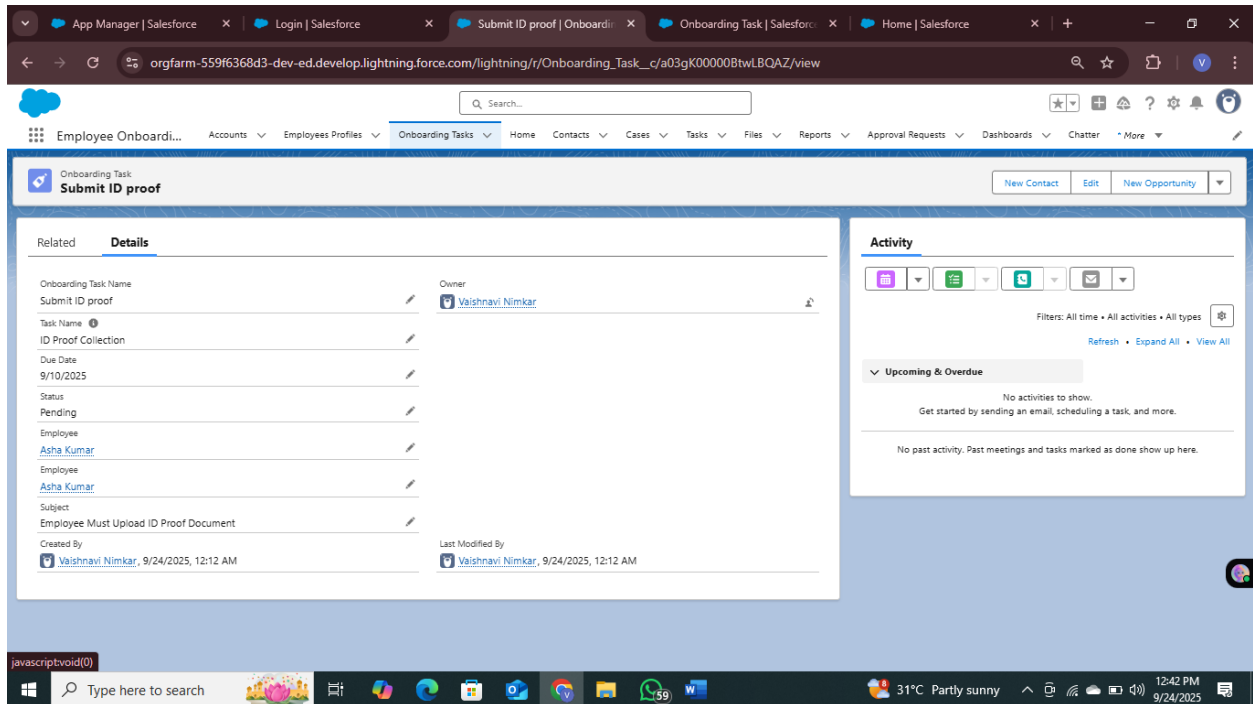 App Manager | Salesforce
Login | Salesforce
Submit ID proof | Onboardin
Onboarding Task | Salesforce
Home | Salesforce
orgfarm-559f6368d3-dev-ed.develop.lightning.force.com/lightning/r/Onboarding_Task__c/a03gK00000BtwLBQAZ/view
V
Search...
Employee Onboardi...
Accounts
Employees Profiles
Onboarding Tasks
Home
Contacts
Cases
Tasks
Files
Reports
Approval Requests
Dashboards
Chatter
* More
Onboarding Task
Submit ID proof
New Contact
Edit
New Opportunity
Related
Details
Onboarding Task Name
Submit ID proof
Task Name
ID Proof Collection
Due Date
9/10/2025
Status
Pending
Employee
Asha Kumar
Employee
Asha Kumar
Subject
Employee Must Upload ID Proof Document
Created By
Vaishnavi Nimkar, 9/24/2025, 12:12 AM
Owner
Vaishnavi Nimkar
Last Modified By
Vaishnavi Nimkar, 9/24/2025, 12:12 AM
Activity
Filters: All time • All activities • All types
Refresh • Expand All • View All
Upcoming & Overdue
No activities to show.
Get started by sending an email, scheduling a task, and more.
No past activity. Past meetings and tasks marked as done show up here.
javascript:void(0)
Type here to search
59
8
31°C Partly sunny
12:42 PM
9/24/2025